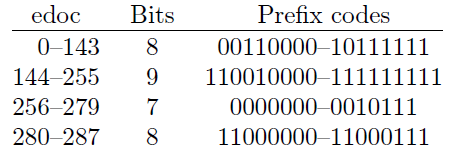 edoc Bits Prefix codes
0–143 8 00110000–10111111
144–255 9 110010000–111111111
256–279 7 0000000–0010111
280–287 8 11000000–11000111